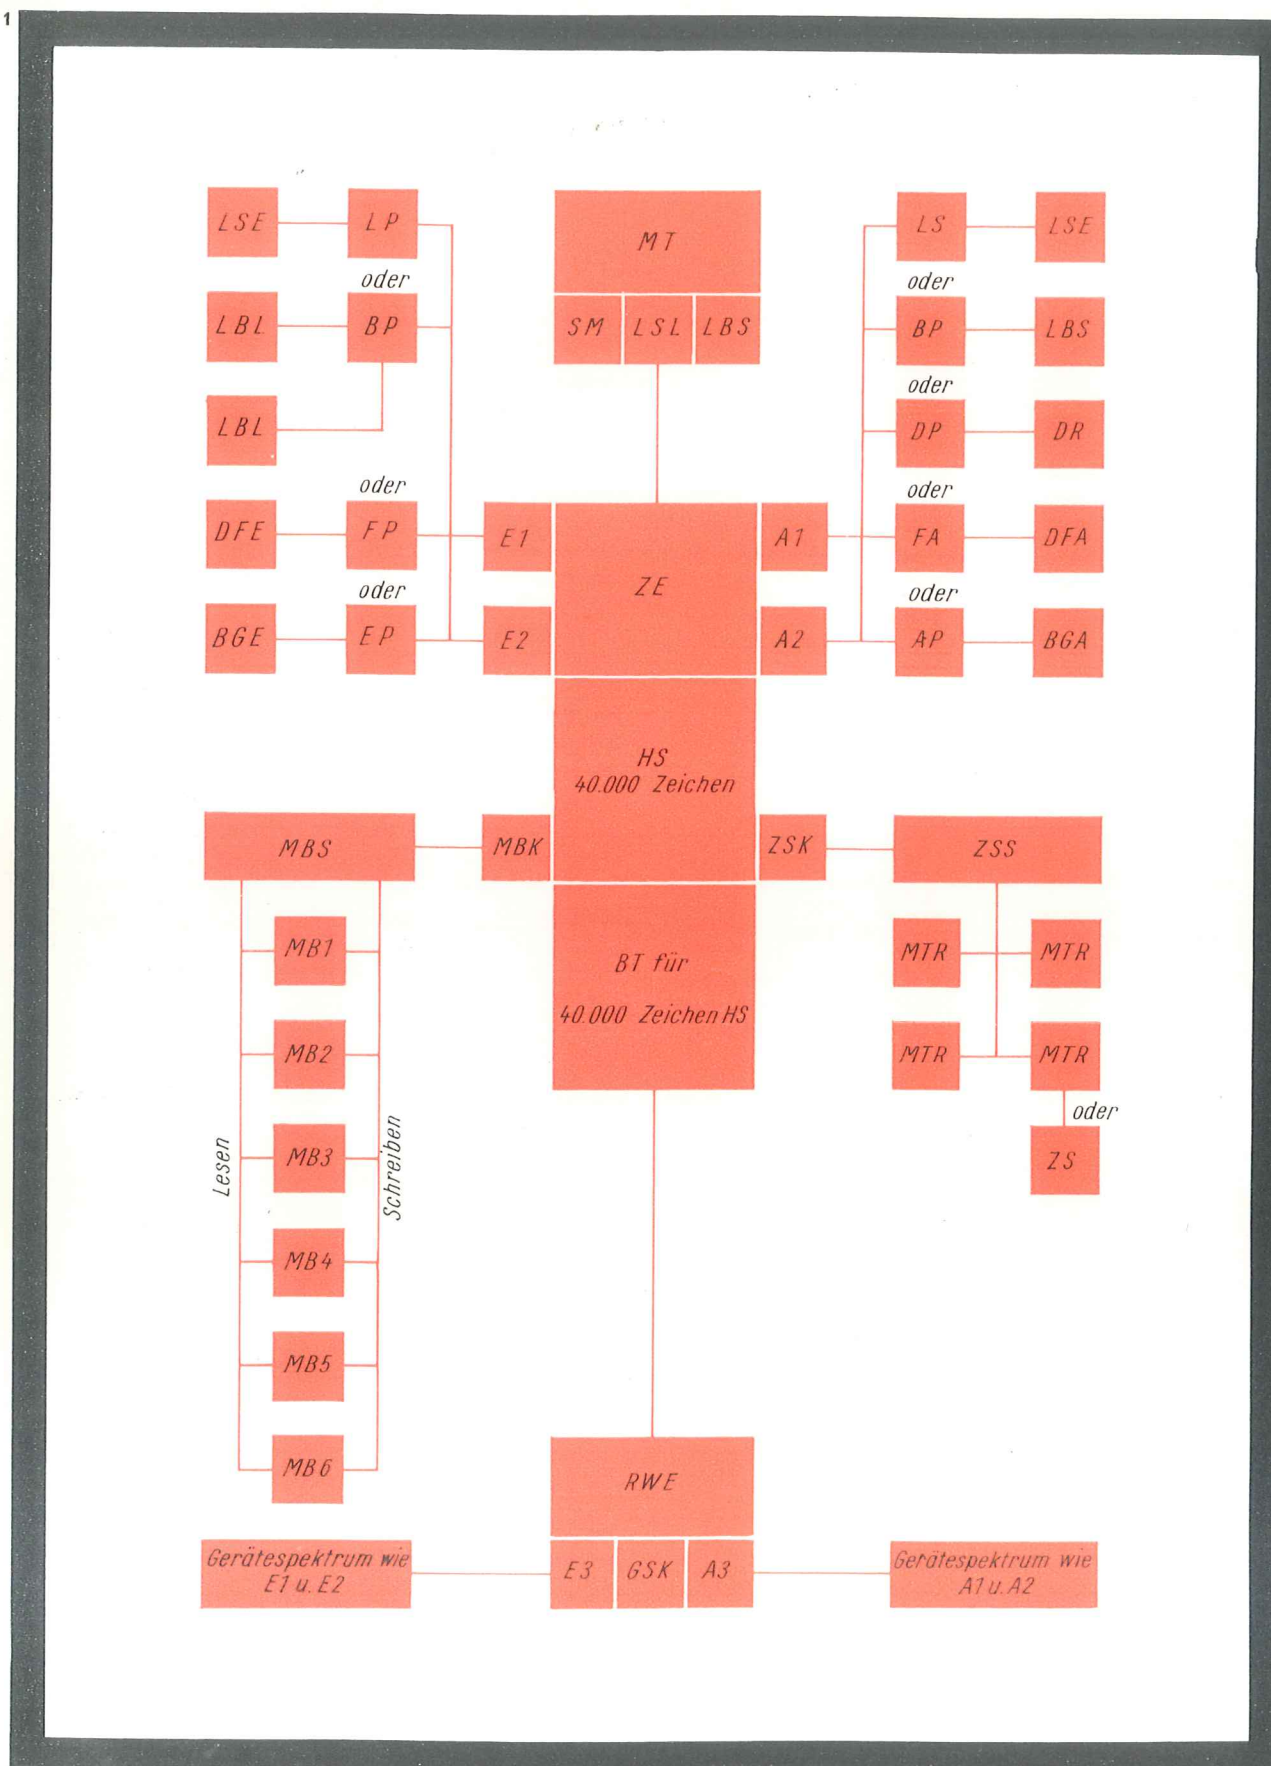 1
LSE
LP
MT
LS
LSE
oder
oder
LBL
BP
SM
LSL
LBS
BP
LBS
oder
LBL
DP
DR
oder
oder
DFE
FP
E1
ZE
A1
FA
DFA
oder
oder
BGE
EP
E2
A2
AP
BGA
HS
40.000 Zeichen
MBS
MBK
ZSK
ZSS
MB1
BT für
40.000 Zeichen HS
MTR
MTR
MB2
MTR
MTR
oder
Lesen
MB3
Schreiben
ZS
MB4
MB5
MB6
RWE
Gerätespektrum wie
E1 u. E2
E3
GSK
A3
Gerätespektrum wie
A1 u. A2